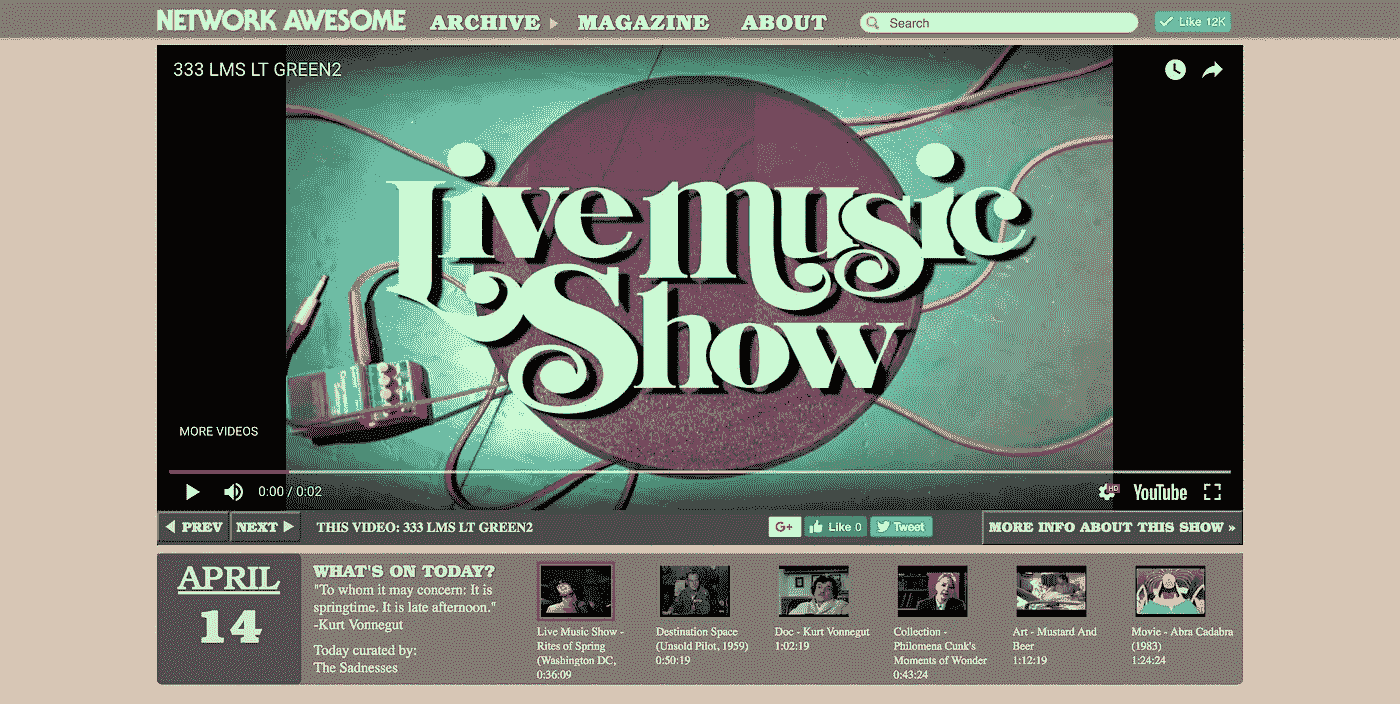 NETWORK AWESOME
ARCHIVE
MAGAZINE
ABOUT
Search
Like 12K
333 LMS LT GREEN2
Live music
Show
MORE VIDEOS
0:00 / 0:02
HD
YouTube
PREV
NEXT
THIS VIDEO: 333 LMS LT GREEN2
G+
Like 0
Tweet
MORE INFO ABOUT THIS SHOW »
APRIL
14
WHAT'S ON TODAY?
"To whom it may concern: It is
springtime. It is late afternoon."
-Kurt Vonnegut
Today curated by:
The Sadnesses
Live Music Show -
Rites of Spring
(Washington DC,
0:36:09
Destination Space
(Unsold Pilot, 1959)
0:50:19
Doc - Kurt Vonnegut
1:02:19
Collection -
Philomena Cunk's
Moments of Wonder
0:43:24
Art - Mustard And
Beer
1:12:19
Movie - Abra Cadabra
(1983)
1:24:24